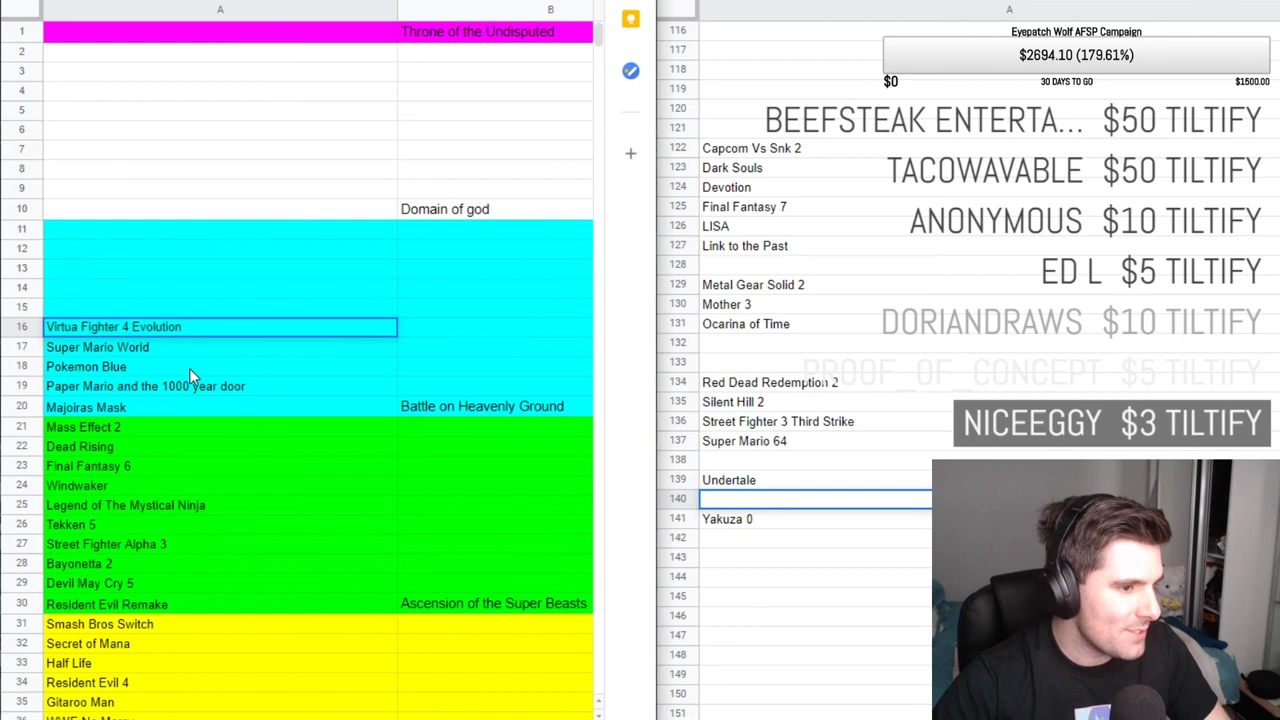 A
B
1 Throne of the Undisputed
2
3
4
5
6
7
8
9
10 Domain of god
11
12
13
14
15
16 Virtua Fighter 4 Evolution
17 Super Mario World
18 Pokemon Blue
19 Paper Mario and the 1000 year door
20 Majoiras Mask Battle on Heavenly Ground
21 Mass Effect 2
22 Dead Rising
23 Final Fantasy 6
24 Windwaker
25 Legend of The Mystical Ninja
26 Tekken 5
27 Street Fighter Alpha 3
28 Bayonetta 2
29 Devil May Cry 5
30 Resident Evil Remake Ascension of the Super Beasts
31 Smash Bros Switch
32 Secret of Mana
33 Half Life
34 Resident Evil 4
35 Gitaroo Man
A
116
117
118
119
120
121
122 Capcom Vs Snk 2
123 Dark Souls
124 Devotion
125 Final Fantasy 7
126 LISA
127 Link to the Past
128
129 Metal Gear Solid 2
130 Mother 3
131 Ocarina of Time
132
133
134 Red Dead Redemption 2
135 Silent Hill 2
136 Street Fighter 3 Third Strike
137 Super Mario 64
138
139 Undertale
140
141 Yakuza 0
142
143
144
145
146
147
148
149
150
151
Eyepatch Wolf AFSP Campaign
$2694.10 (179.61%)
$0 30 DAYS TO GO $1500.00
BEEFSTEAK ENTERTA... $50 TILTIFY
TACOWAVABLE $50 TILTIFY
ANONYMOUS $10 TILTIFY
ED L $5 TILTIFY
DORIANDRAWS $10 TILTIFY
PROOF_OF_CONCEPT $5 TILTIFY
NICEEGGY $3 TILTIFY